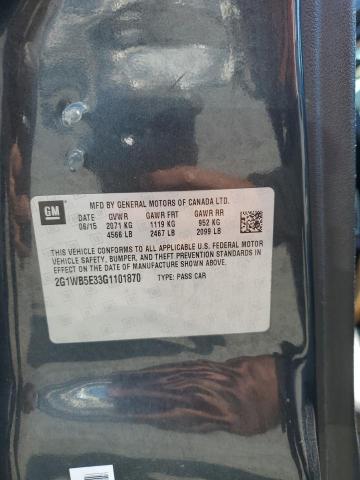 GM
MFD BY GENERAL MOTORS OF CANADA LTD.
DATE GVWR GAWR FRT GAWR RR
06/15 2071 KG 1119 KG 952 KG
4566 LB 2467 LB 2099 LB
THIS VEHICLE CONFORMS TO ALL APPLICABLE U.S. FEDERAL MOTOR
VEHICLE SAFETY, BUMPER, AND THEFT PREVENTION STANDARDS IN
EFFECT ON THE DATE OF MANUFACTURE SHOWN ABOVE.
2G1WB5E33G1101870 TYPE: PASS CAR